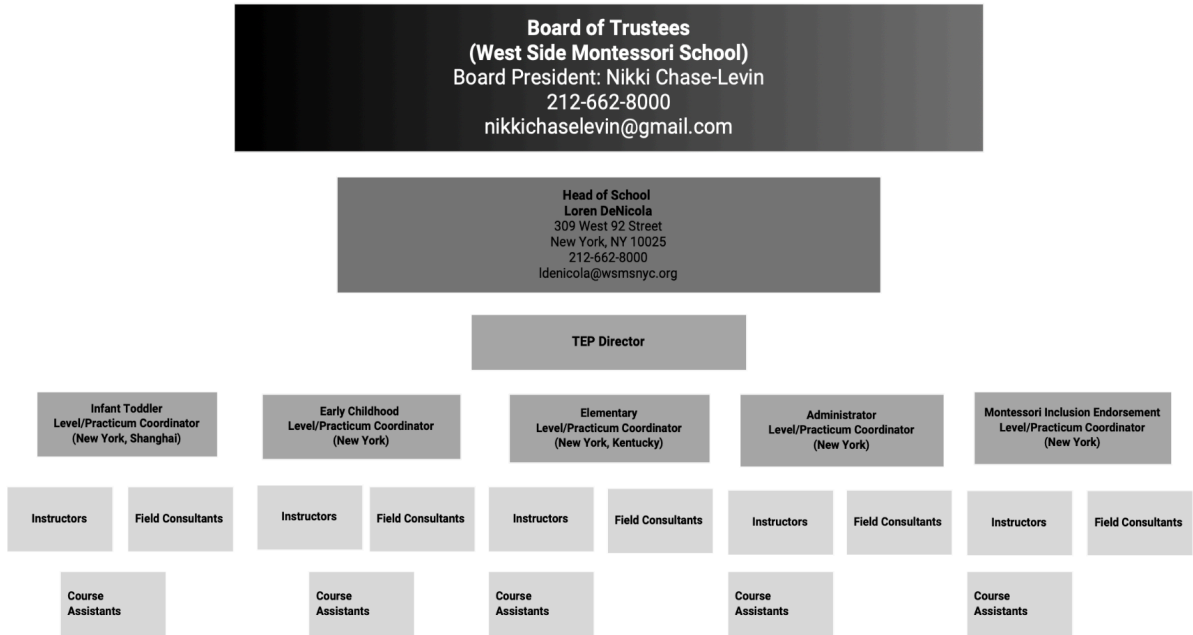 Board of Trustees
(West Side Montessori School)
Board President: Nikki Chase-Levin
212-662-8000
nikkichaselevin@gmail.com
Head of School
Loren DeNicola
309 West 92 Street
New York, NY 10025
212-662-8000
ldenicola@wsmsnyc.org
TEP Director
Infant Toddler
Level/Practicum Coordinator
(New York, Shanghai)
Early Childhood
Level/Practicum Coordinator
(New York)
Elementary
Level/Practicum Coordinator
(New York, Kentucky)
Administrator
Level/Practicum Coordinator
(New York)
Montessori Inclusion Endorsement
Level/Practicum Coordinator
(New York)
Instructors
Field Consultants
Instructors
Field Consultants
Instructors
Field Consultants
Instructors
Field Consultants
Instructors
Field Consultants
Course
Assistants
Course
Assistants
Course
Assistants
Course
Assistants
Course
Assistants